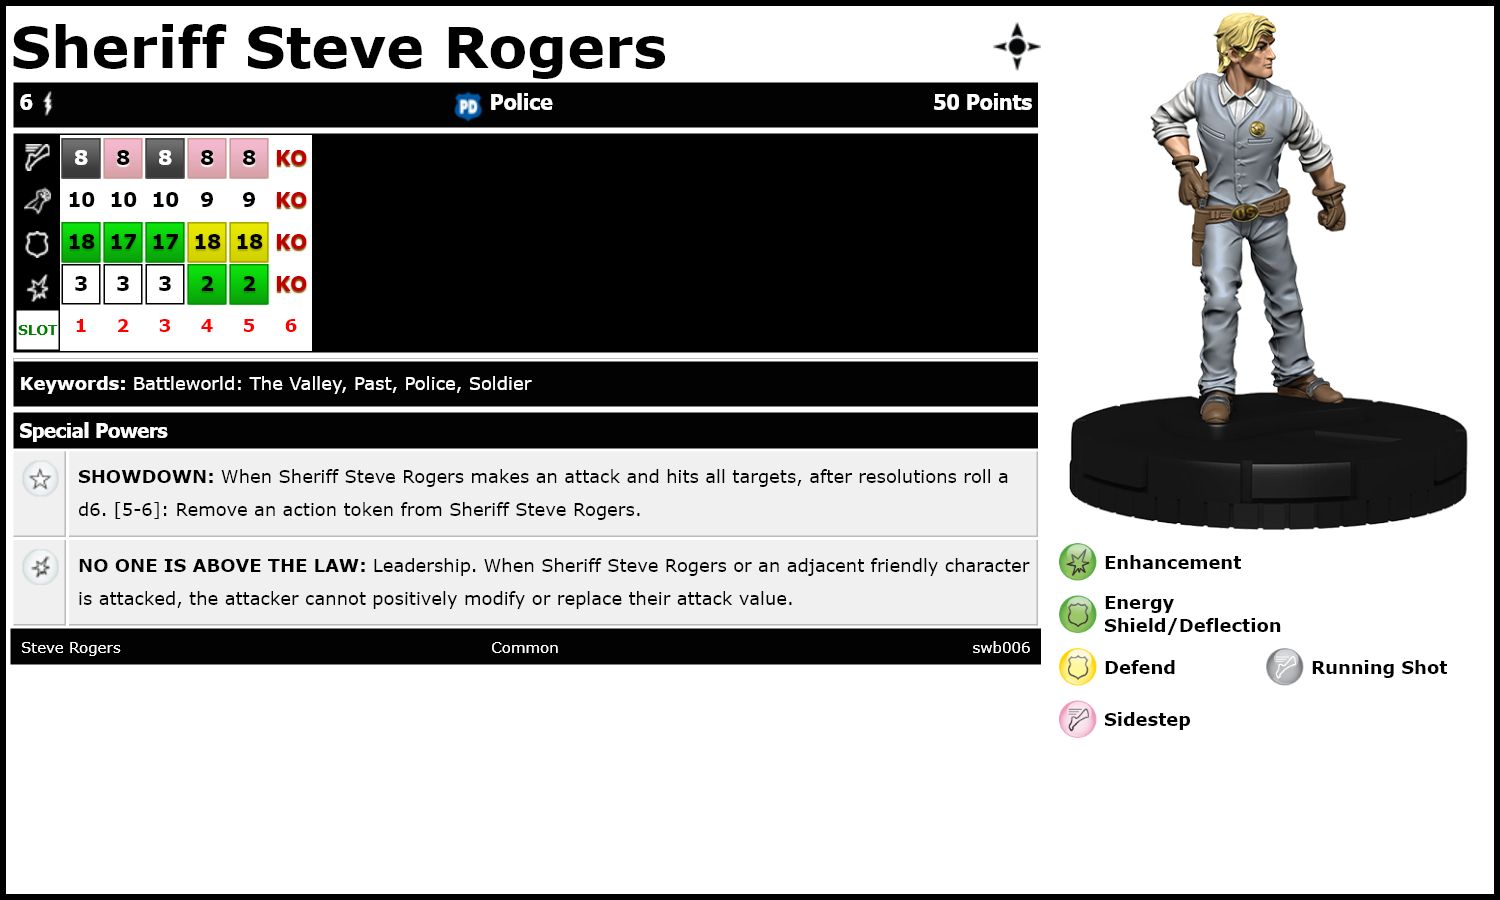 Sheriff Steve Rogers
6 PD Police 50 Points
8 8 8 8 8 KO
10 10 10 9 9 KO
18 17 17 18 18 KO
3 3 3 2 2 KO
SLOT 1 2 3 4 5 6
Keywords: Battleworld: The Valley, Past, Police, Soldier
Special Powers
SHOWDOWN: When Sheriff Steve Rogers makes an attack and hits all targets, after resolutions roll a
d6. [5-6]: Remove an action token from Sheriff Steve Rogers.
NO ONE IS ABOVE THE LAW: Leadership. When Sheriff Steve Rogers or an adjacent friendly character
is attacked, the attacker cannot positively modify or replace their attack value.
Steve Rogers Common swb006
US
Enhancement
Energy
Shield/Deflection
Defend Running Shot
Sidestep